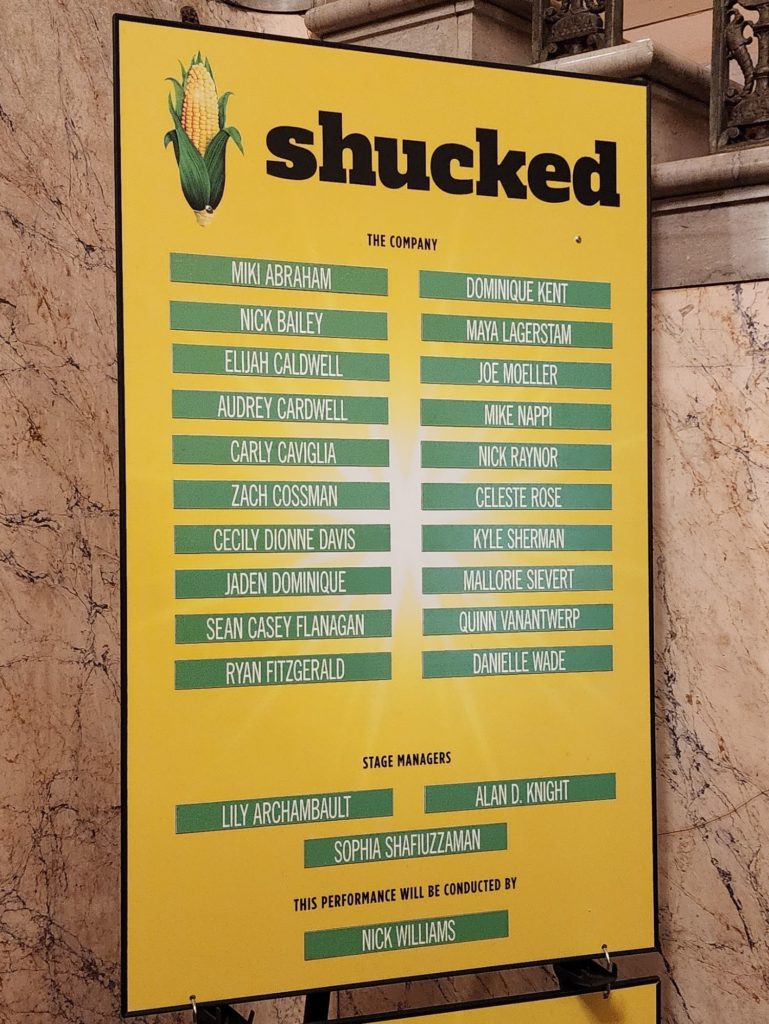 shucked
THE COMPANY
MIKI ABRAHAM
NICK BAILEY
ELIJAH CALDWELL
AUDREY CARDWELL
CARLY CAVIGLIA
ZACH COSSMAN
CECILY DIONNE DAVIS
JADEN DOMINIQUE
SEAN CASEY FLANAGAN
RYAN FITZGERALD
DOMINIQUE KENT
MAYA LAGERSTAM
JOE MOELLER
MIKE NAPPI
NICK RAYNOR
CELESTE ROSE
KYLE SHERMAN
MALLORIE SIEVERT
QUINN VANANTWERP
DANIELLE WADE
STAGE MANAGERS
LILY ARCHAMBAULT
ALAN D. KNIGHT
SOPHIA SHAFIUZZAMAN
THIS PERFORMANCE WILL BE CONDUCTED BY
NICK WILLIAMS